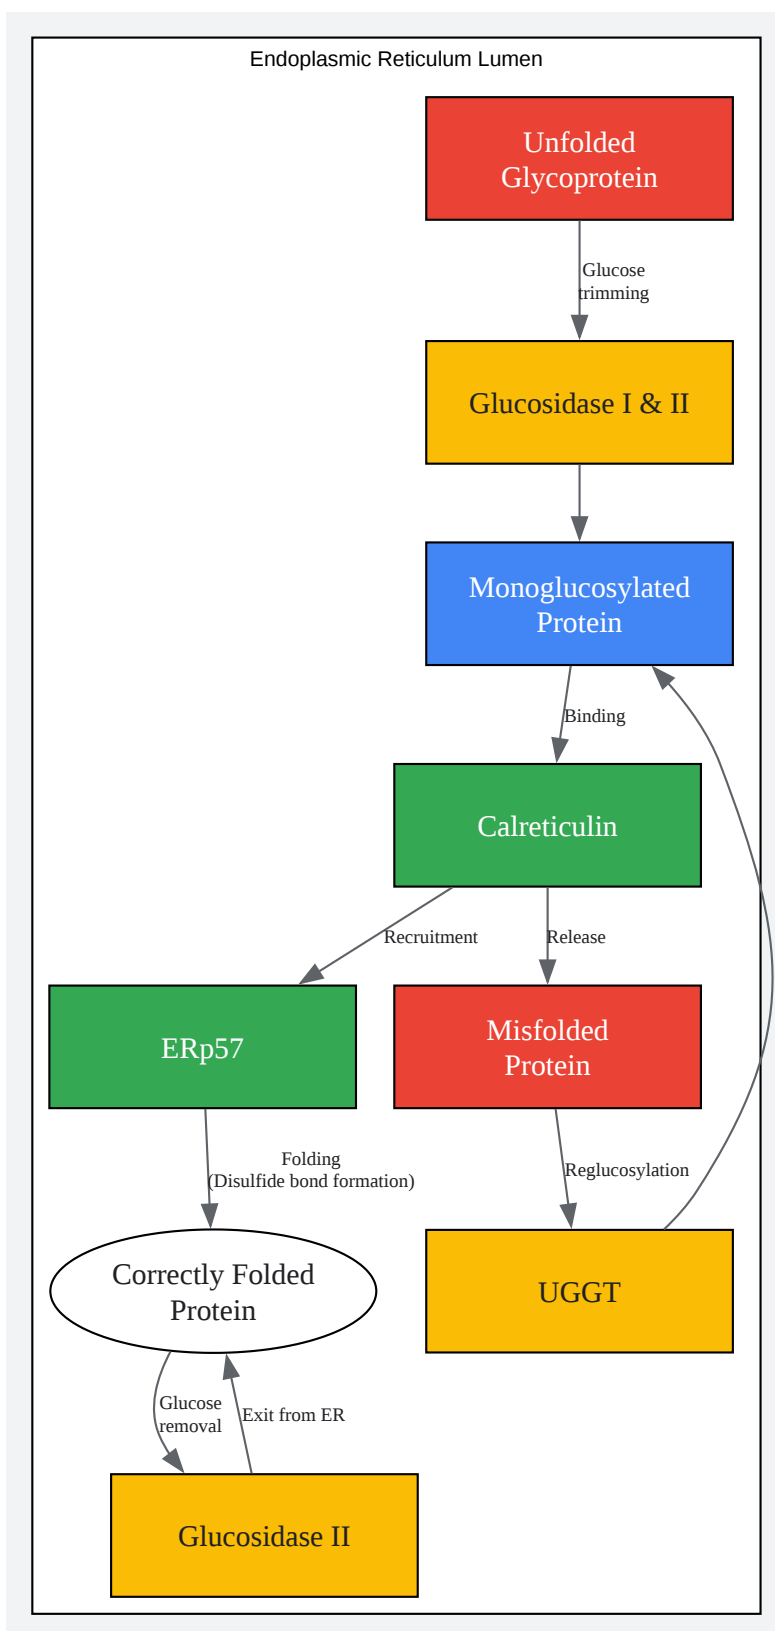 Endoplasmic Reticulum Lumen
Unfolded
Glycoprotein
Glucose
trimming
Glucosidase I & II
Monoglucosylated
Protein
Binding
Calreticulin
Recruitment
Release
ERp57
Misfolded
Protein
Folding
(Disulfide bond formation)
Reglucosylation
Correctly Folded
Protein
UGGT
Glucose
removal
Exit from ER
Glucosidase II